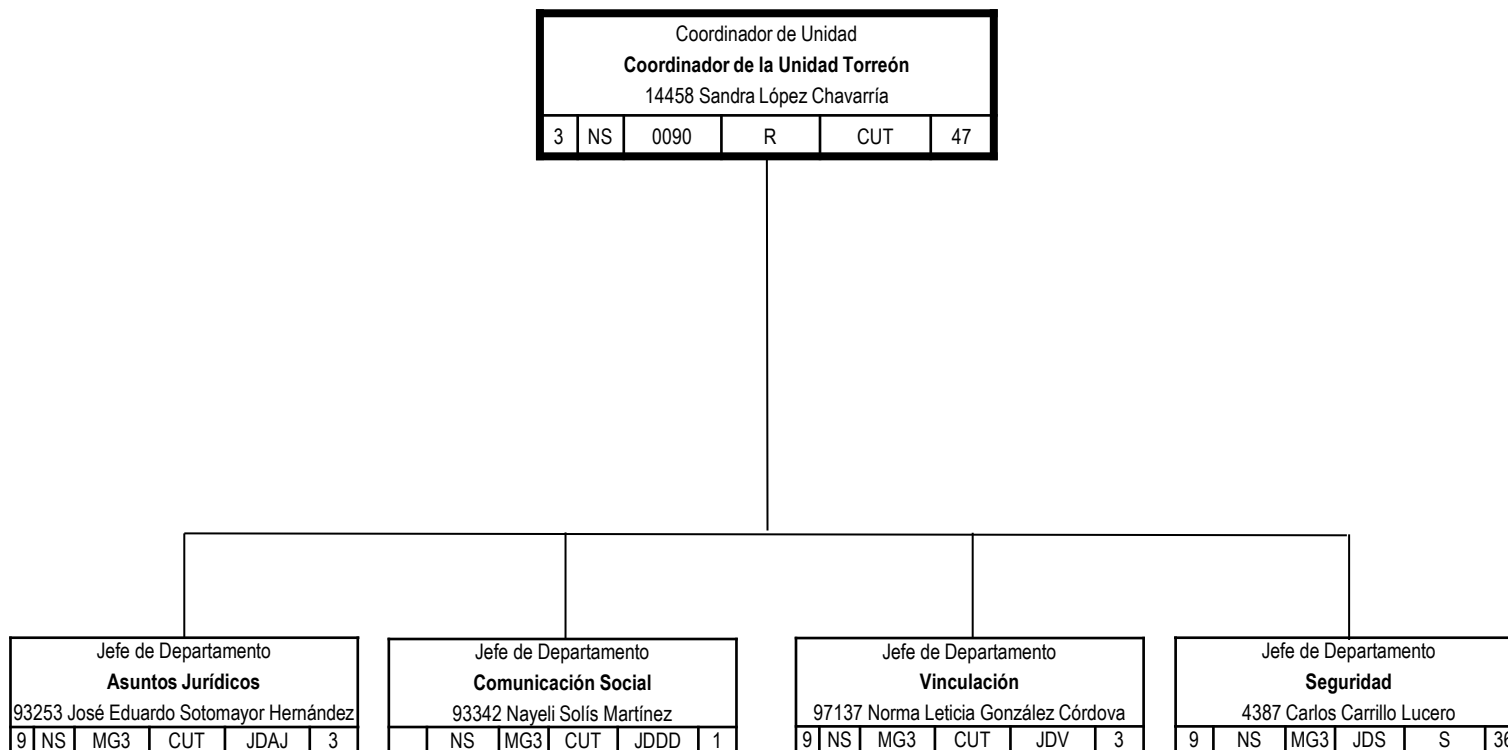 Coordinador de Unidad
Coordinador de la Unidad Torreón
14458 Sandra López Chavarría
3 NS 0090 R CUT 47
Jefe de Departamento
Asuntos Jurídicos
93253 José Eduardo Sotomayor Hernández
9 NS MG3 CUT JDAJ 3
Jefe de Departamento
Comunicación Social
93342 Nayeli Solís Martínez
NS MG3 CUT JDDD 1
Jefe de Departamento
Vinculación
97137 Norma Leticia González Córdova
9 NS MG3 CUT JDV 3
Jefe de Departamento
Seguridad
4387 Carlos Carrillo Lucero
9 NS MG3 JDS S 36